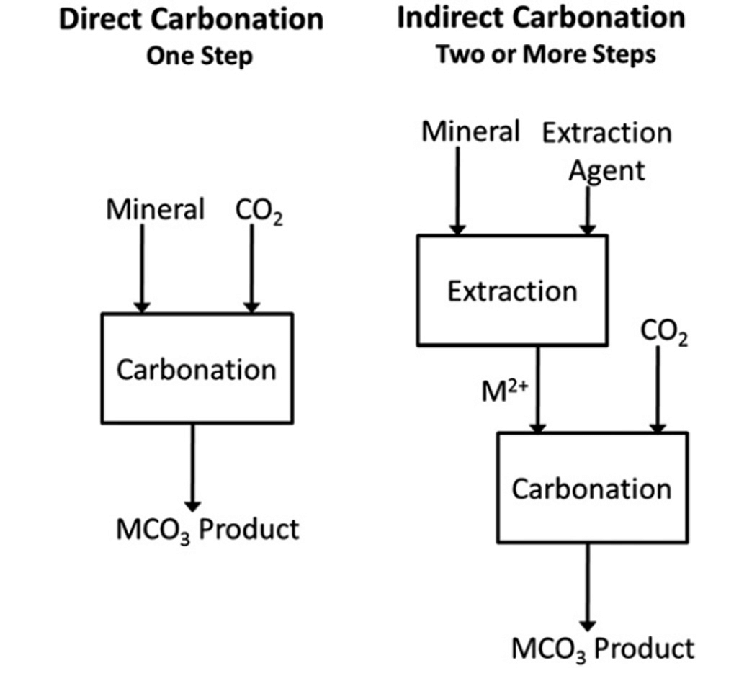 Direct Carbonation
One Step
Mineral CO₂
Carbonation
MCO₃ Product
Indirect Carbonation
Two or More Steps
Mineral Extraction
Agent
Extraction
CO₂
M²⁺
Carbonation
MCO₃ Product